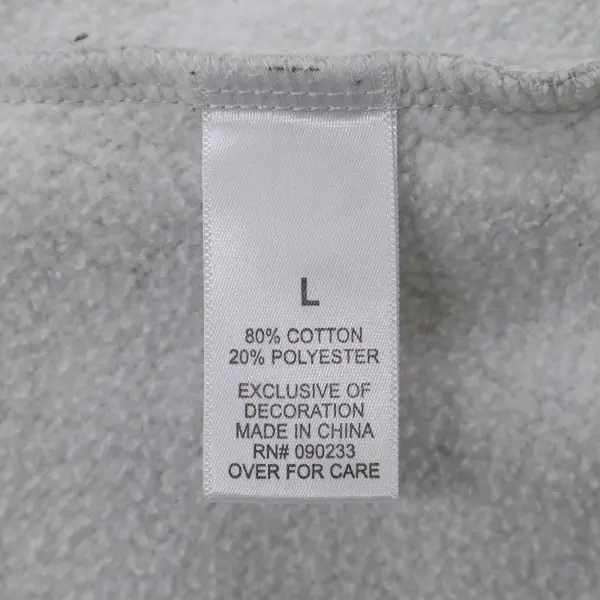 L
80% COTTON
20% POLYESTER
EXCLUSIVE OF
DECORATION
MADE IN CHINA
RN# 090233
OVER FOR CARE